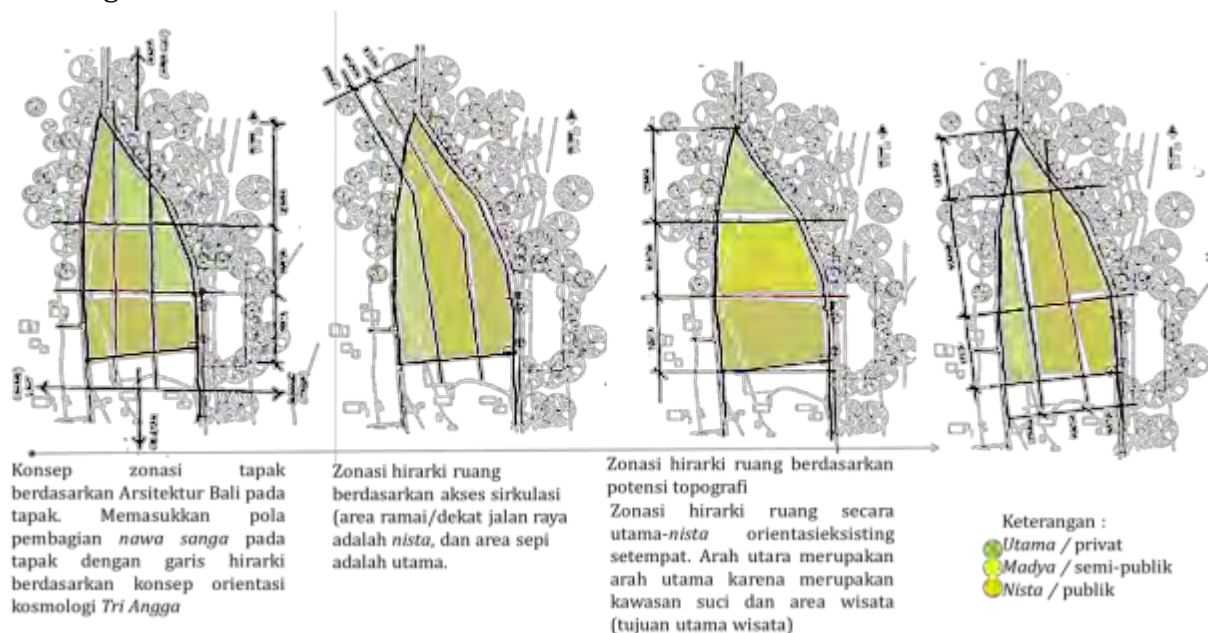 Konsep zonasi tapak
berdasarkan Arsitektur Bali pada
tapak. Memasukkan pola
pembagian nawa sanga pada
tapak dengan garis hirarki
berdasarkan konsep orientasi
kosmologi Tri Angga
Zonasi hirarki ruang
berdasarkan akses sirkulasi
(area ramai/dekat jalan raya
adalah nista, dan area sepi
adalah utama.
Zonasi hirarki ruang berdasarkan
potensi topografi
Zonasi hirarki ruang secara
utama-nista orientasieksisting
setempat. Arah utara merupakan
arah utama karena merupakan
kawasan suci dan area wisata
(tujuan utama wisata)
Keterangan :
Utama / privat
Madya / semi-publik
Nista / publik